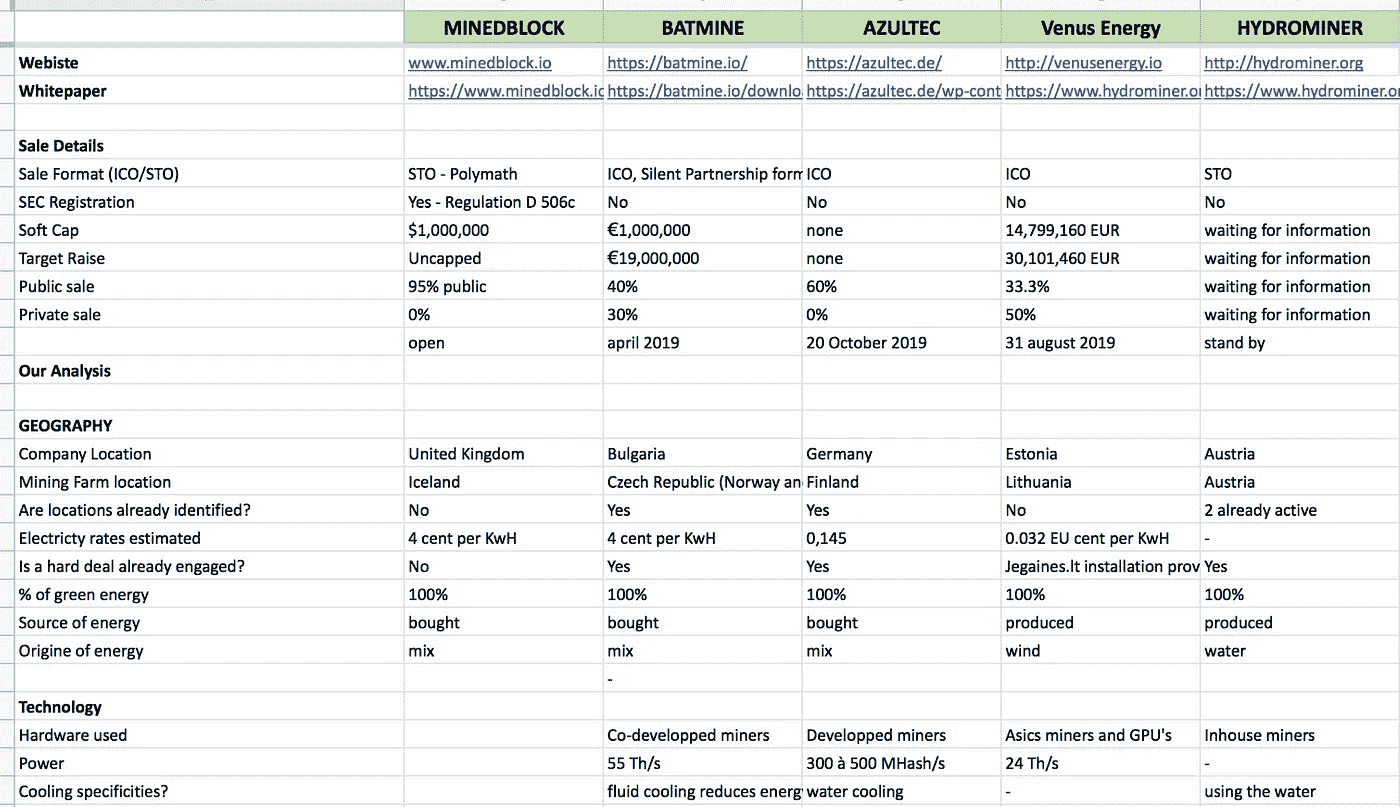 MINEDBLOCK BATMINE AZULTEC Venus Energy HYDROMINER
Webiste www.minedblock.io https://batmine.io/ https://azultec.de/ http://venusenergy.io http://hydrominer.org
Whitepaper https://www.minedblock.ic https://batmine.io/downlo https://azultec.de/wp-cont https://www.hydrominer.or https://www.hydrominer.or
Sale Details
Sale Format (ICO/STO) STO - Polymath ICO, Silent Partnership form ICO ICO STO
SEC Registration Yes - Regulation D 506c No No No No
Soft Cap $1,000,000 €1,000,000 none 14,799,160 EUR waiting for information
Target Raise Uncapped €19,000,000 none 30,101,460 EUR waiting for information
Public sale 95% public 40% 60% 33.3% waiting for information
Private sale 0% 30% 0% 50% waiting for information
open april 2019 20 October 2019 31 august 2019 stand by
Our Analysis
GEOGRAPHY
Company Location United Kingdom Bulgaria Germany Estonia Austria
Mining Farm location Iceland Czech Republic (Norway an Finland Lithuania Austria
Are locations already identified? No Yes Yes No 2 already active
Electricty rates estimated 4 cent per KwH 4 cent per KwH 0,145 0.032 EU cent per KwH -
Is a hard deal already engaged? No Yes Yes Jegaines.lt installation prov Yes
% of green energy 100% 100% 100% 100% 100%
Source of energy bought bought bought produced produced
Origine of energy mix mix mix wind water
-
Technology
Hardware used Co-developped miners Developped miners Asics miners and GPU's Inhouse miners
Power 55 Th/s 300 à 500 MHash/s 24 Th/s -
Cooling specificities? fluid cooling reduces energ water cooling - using the water